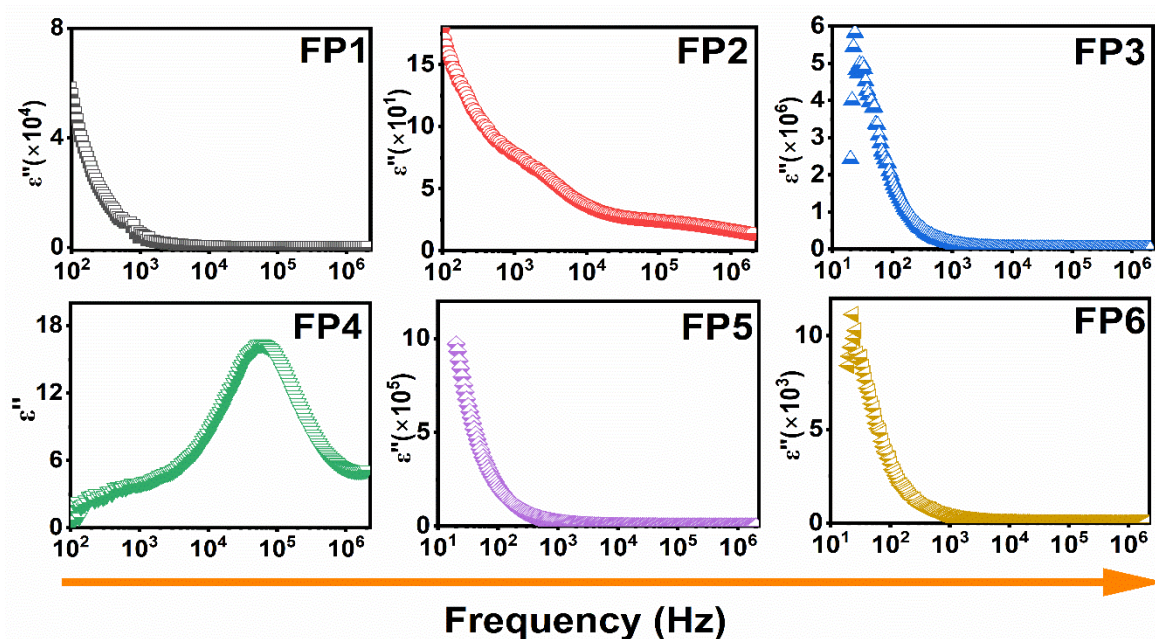 FP1
ε''(×10⁴)
8
4
0
10² 10³ 10⁴ 10⁵ 10⁶
FP2
ε''(×10¹)
15
10
5
0
10² 10³ 10⁴ 10⁵ 10⁶
FP3
ε''(×10⁶)
6
5
4
3
2
1
0
10¹ 10² 10³ 10⁴ 10⁵ 10⁶
FP4
ε''
18
12
6
0
10² 10³ 10⁴ 10⁵ 10⁶
FP5
ε''(×10⁵)
10
5
0
10¹ 10² 10³ 10⁴ 10⁵ 10⁶
FP6
ε''(×10³)
10
5
0
10¹ 10² 10³ 10⁴ 10⁵ 10⁶
Frequency (Hz)